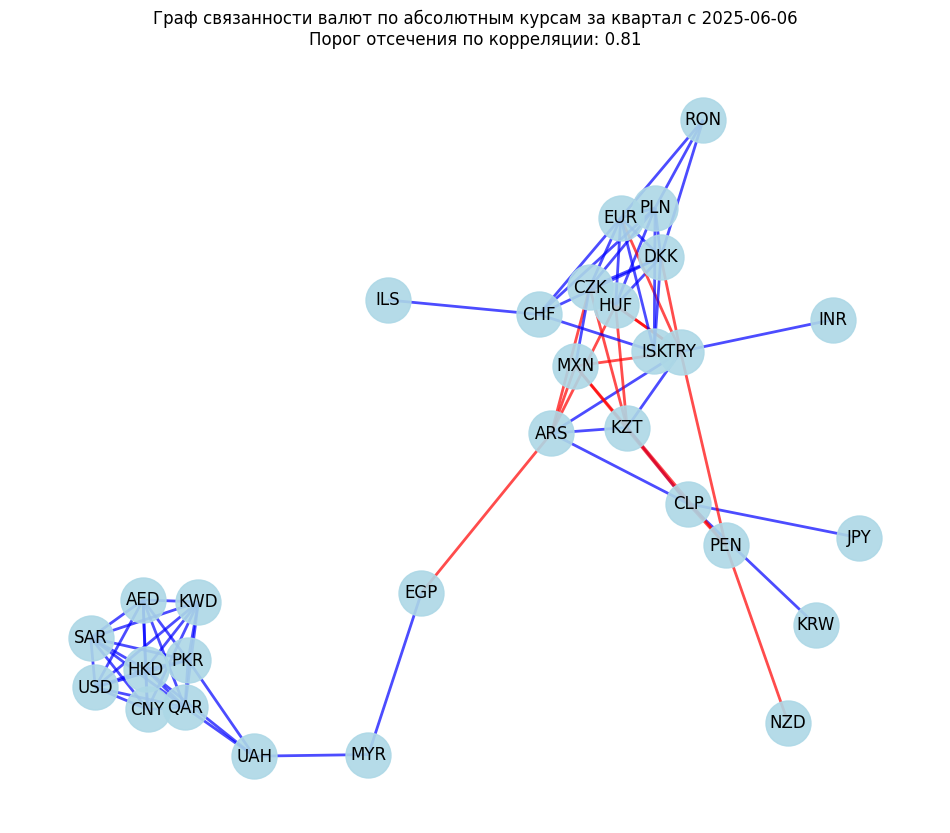 Граф связанности валют по абсолютным курсам за квартал с 2025-06-06
Порог отсечения по корреляции: 0.81
RON
PLN
EUR
DKK
CZK
ILS
HUF
CHF
INR
ISK
TRY
MXN
KZT
ARS
CLP
JPY
PEN
EGP
AED
KWD
KRW
SAR
PKR
HKD
USD
QAR
CNY
NZD
MYR
UAH